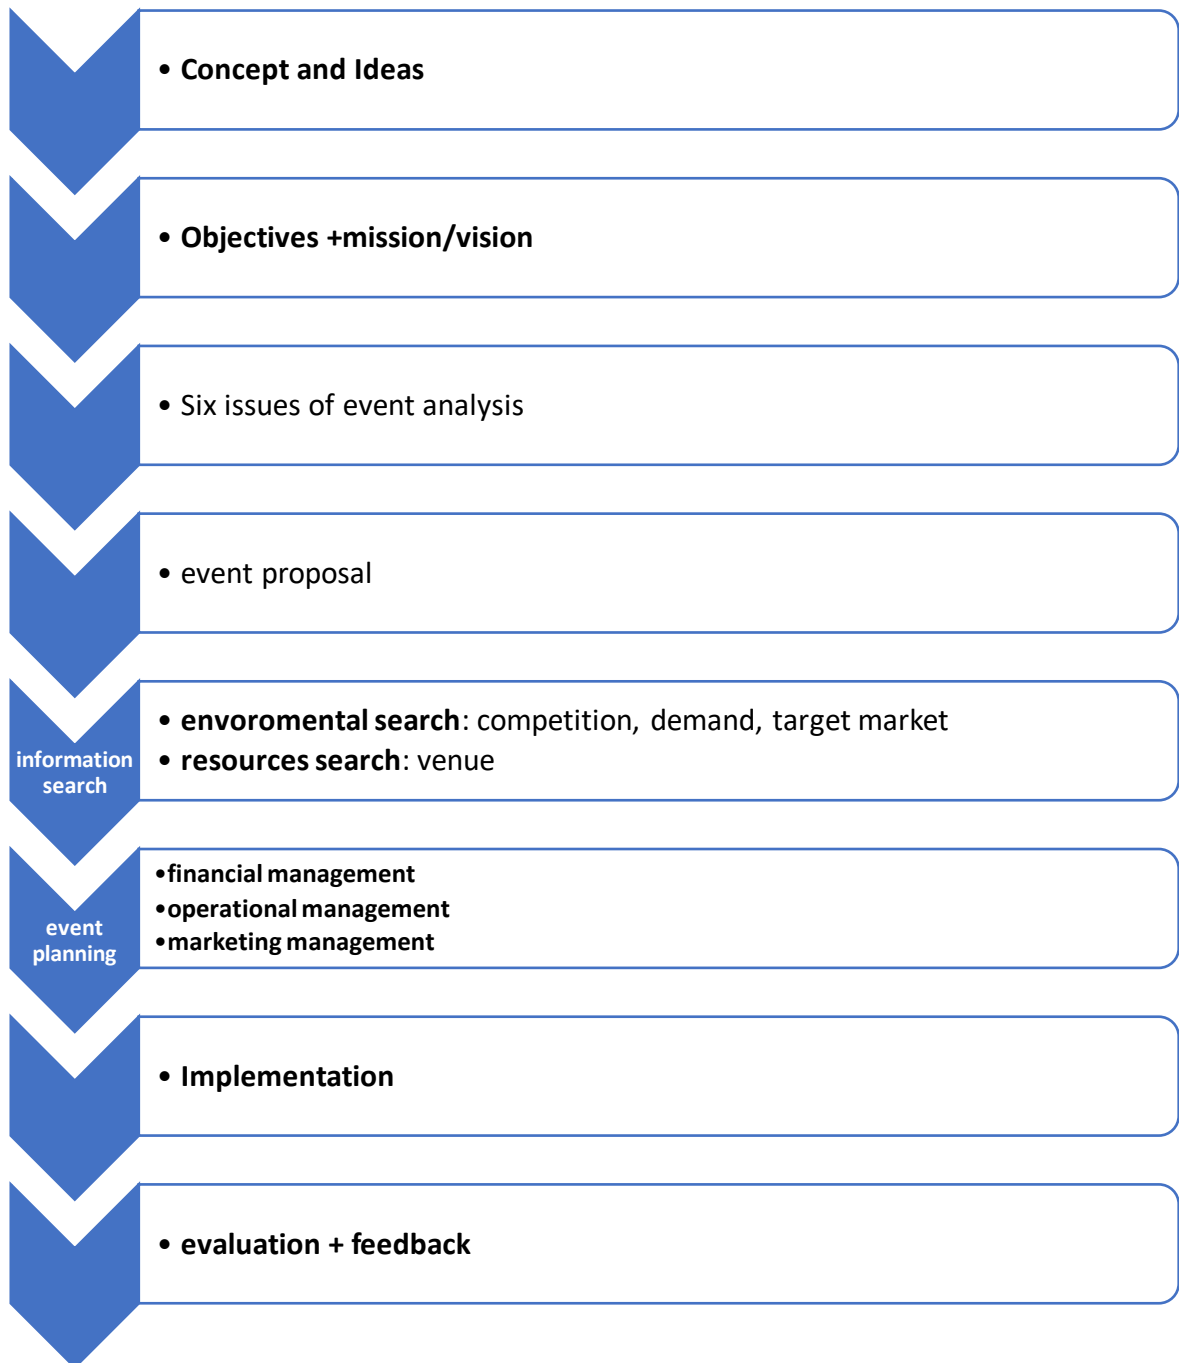 • Concept and Ideas
• Objectives +mission/vision
• Six issues of event analysis
• event proposal
information
search
• envoromental search: competition, demand, target market
• resources search: venue
event
planning
•financial management
•operational management
•marketing management
• Implementation
• evaluation + feedback